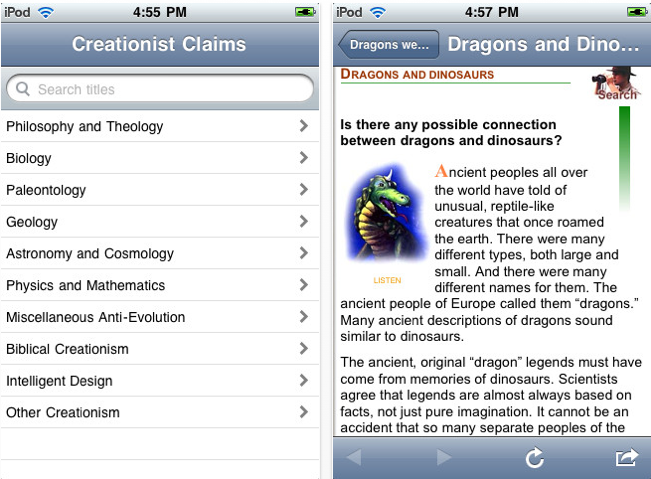 iPod 4:55 PM
Creationist Claims
Search titles
Philosophy and Theology
Biology
Paleontology
Geology
Astronomy and Cosmology
Physics and Mathematics
Miscellaneous Anti-Evolution
Biblical Creationism
Intelligent Design
Other Creationism
iPod 4:57 PM
Dragons we... Dragons and Dino...
DRAGONS AND DINOSAURS
Search
Is there any possible connection
between dragons and dinosaurs?
Ancient peoples all over
the world have told of
unusual, reptile-like
creatures that once roamed
the earth. There were many
different types, both large and
small. And there were many
different names for them. The
LISTEN
ancient people of Europe called them “dragons.”
Many ancient descriptions of dragons sound
similar to dinosaurs.
The ancient, original “dragon” legends must have
come from memories of dinosaurs. Scientists
agree that legends are almost always based on
facts, not just pure imagination. It cannot be an
accident that so many separate peoples of the